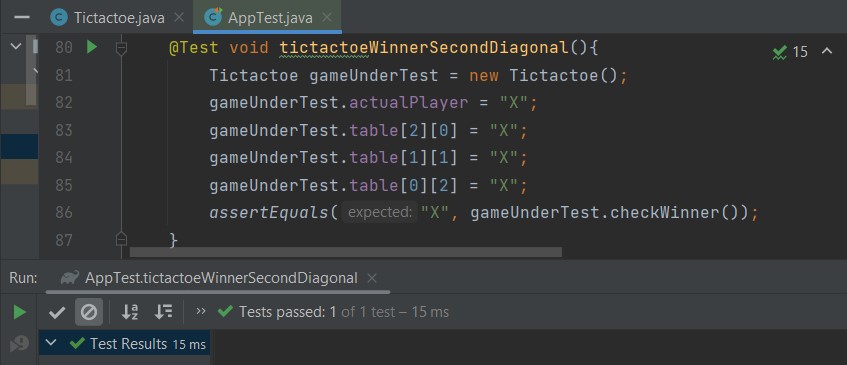 Tictactoe.java AppTest.java
80 @Test void tictactoeWinnerSecondDiagonal(){ 15
81 Tictactoe gameUnderTest = new Tictactoe();
82 gameUnderTest.actualPlayer = "X";
83 gameUnderTest.table[2][0] = "X";
84 gameUnderTest.table[1][1] = "X";
85 gameUnderTest.table[0][2] = "X";
86 assertEquals( expected: "X", gameUnderTest.checkWinner());
87 }
Run: AppTest.tictactoeWinnerSecondDiagonal
Tests passed: 1 of 1 test – 15 ms
Test Results 15 ms